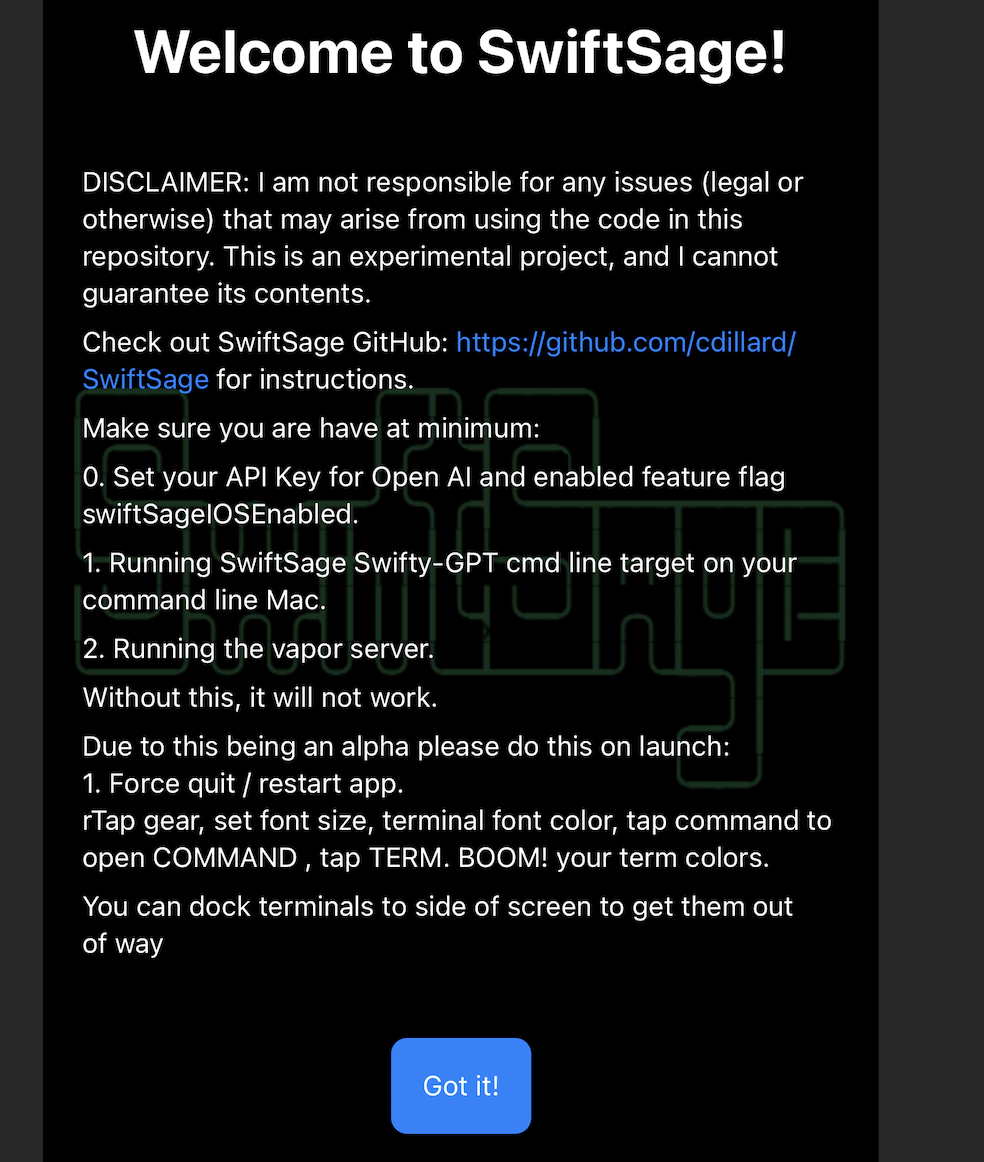 Welcome to SwiftSage!
DISCLAIMER: I am not responsible for any issues (legal or
otherwise) that may arise from using the code in this
repository. This is an experimental project, and I cannot
guarantee its contents.
Check out SwiftSage GitHub: https://github.com/cdillard/
SwiftSage for instructions.
Make sure you are have at minimum:
0. Set your API Key for Open AI and enabled feature flag
swiftSageIOSEnabled.
1. Running SwiftSage Swifty-GPT cmd line target on your
command line Mac.
2. Running the vapor server.
Without this, it will not work.
Due to this being an alpha please do this on launch:
1. Force quit / restart app.
rTap gear, set font size, terminal font color, tap command to
open COMMAND , tap TERM. BOOM! your term colors.
You can dock terminals to side of screen to get them out
of way
Got it!
SwiftSage